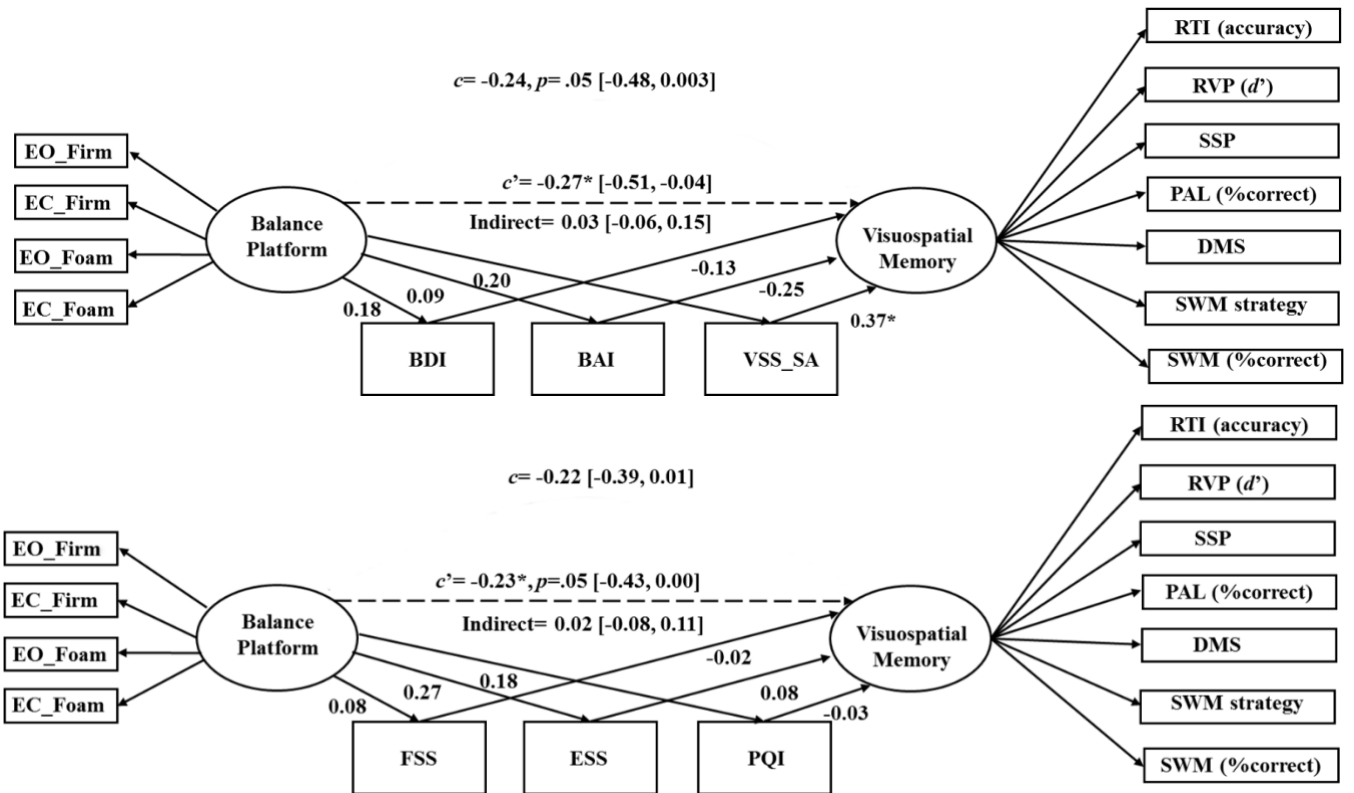 RTI (accuracy)
c= -0.24, p= .05 [-0.48, 0.003]
RVP (d’)
EO_Firm
SSP
c’= -0.27* [-0.51, -0.04]
PAL (%correct)
EC_Firm
Balance
Platform
Indirect= 0.03 [-0.06, 0.15]
Visuospatial
Memory
DMS
EO_Foam
-0.13
0.20
-0.25
0.09
0.18
EC_Foam
SWM strategy
0.37*
BDI
BAI
VSS_SA
SWM (%correct)
RTI (accuracy)
c= -0.22 [-0.39, 0.01]
RVP (d’)
EO_Firm
SSP
c’= -0.23*, p=.05 [-0.43, 0.00]
PAL (%correct)
EC_Firm
Balance
Platform
Indirect= 0.02 [-0.08, 0.11]
Visuospatial
Memory
DMS
EO_Foam
-0.02
0.18
0.27
0.08
0.08
-0.03
EC_Foam
SWM strategy
FSS
ESS
PQI
SWM (%correct)